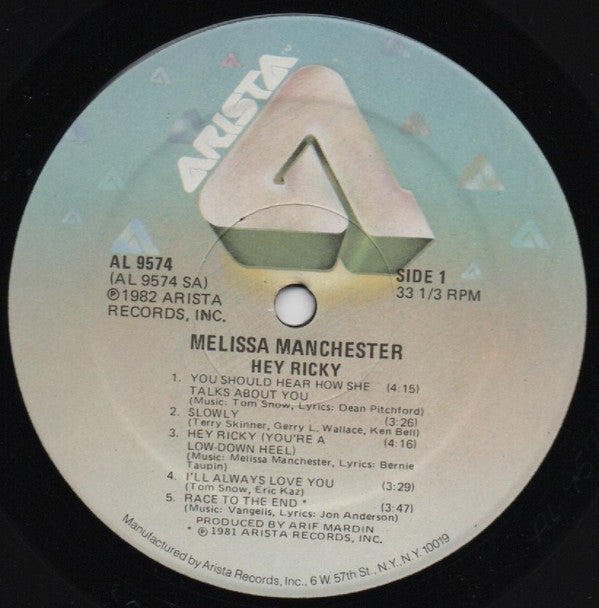 ARISTA
AL 9574
(AL 9574 SA)
℗1982 ARISTA
RECORDS, INC.
SIDE 1
33 1/3 RPM
MELISSA MANCHESTER
HEY RICKY
1. YOU SHOULD HEAR HOW SHE (4:15)
TALKS ABOUT YOU
(Music: Tom Snow, Lyrics: Dean Pitchford)
2. SLOWLY (3:26)
(Terry Skinner, Gerry L. Wallace, Ken Bell)
3. HEY RICKY (YOU'RE A (4:16)
LOW-DOWN HEEL)
(Music: Melissa Manchester, Lyrics: Bernie
Taupin)
4. I'LL ALWAYS LOVE YOU (3:29)
(Tom Snow, Eric Kaz)
5. RACE TO THE END * (3:47)
(Music: Vangelis, Lyrics: Jon Anderson)
PRODUCED BY ARIF MARDIN
* ℗ 1981 ARISTA RECORDS, INC.
Manufactured by Arista Records, Inc., 6 W. 57th St., N.Y., N.Y. 10019